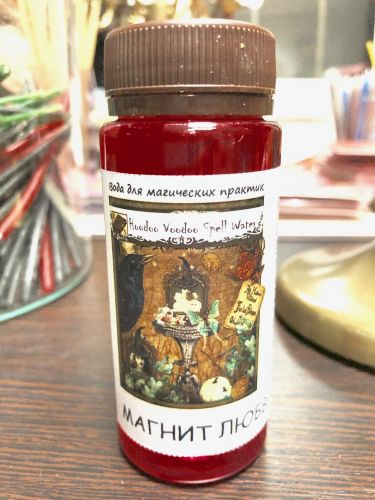 Вода для магических практик
Hoodoo Voodoo Spell Water
МАГНИТ ЛЮБ